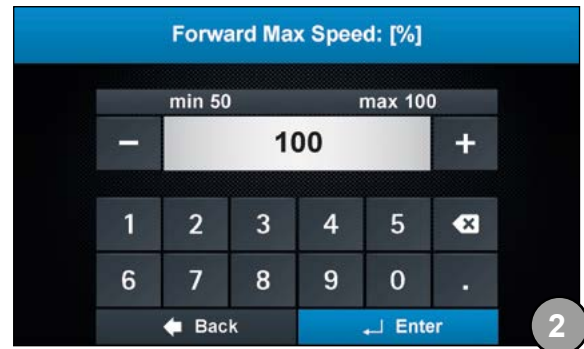 Forward Max Speed: [%]
min 50 max 100
− 100 +
1 2 3 4 5
6 7 8 9 0 .
Back Enter
2